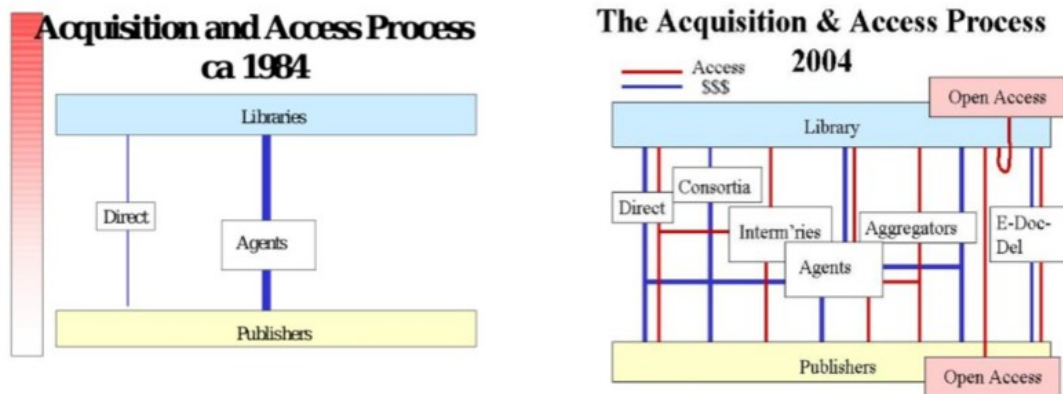 Acquisition and Access Process
ca 1984
Libraries
Direct
Agents
Publishers
The Acquisition & Access Process
2004
Access
$$$
Open Access
Library
Consortia
Direct
Interm'ries
Aggregators
E-Doc-
Del
Agents
Publishers
Open Access